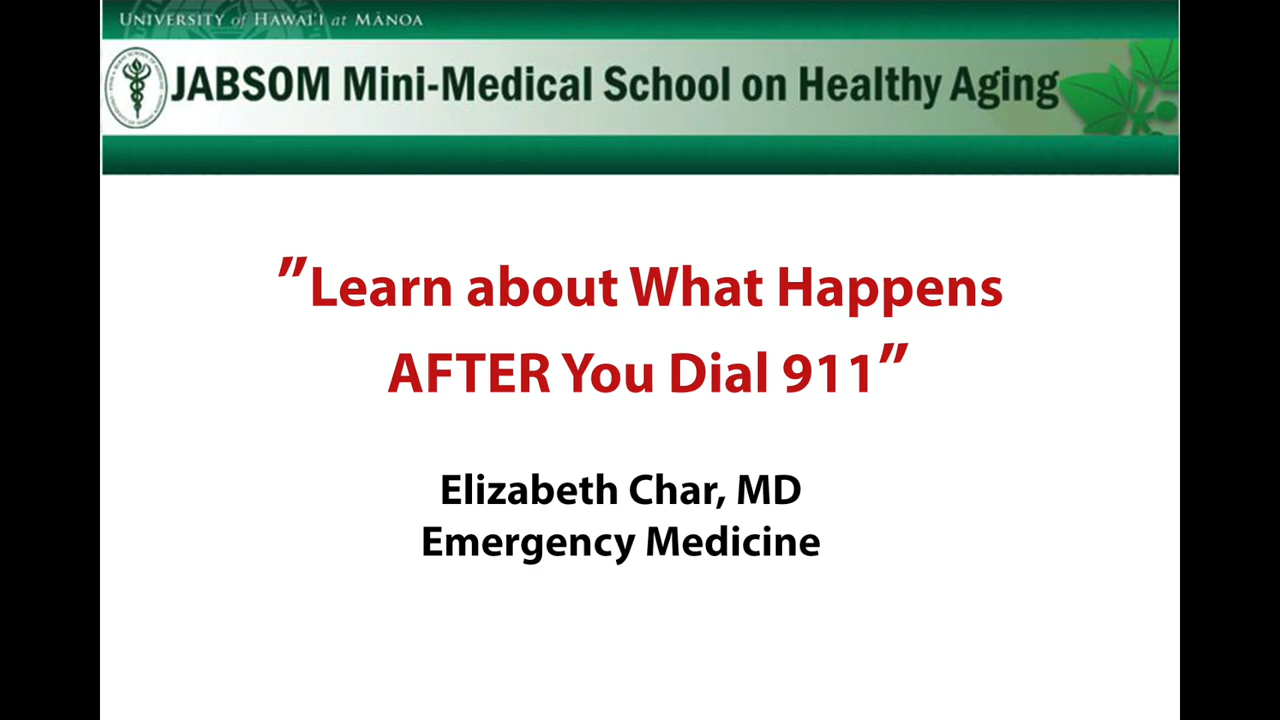 UNIVERSITY of HAWAI'I at MĀNOA
JABSOM Mini-Medical School on Healthy Aging
"Learn about What Happens
AFTER You Dial 911"
Elizabeth Char, MD
Emergency Medicine